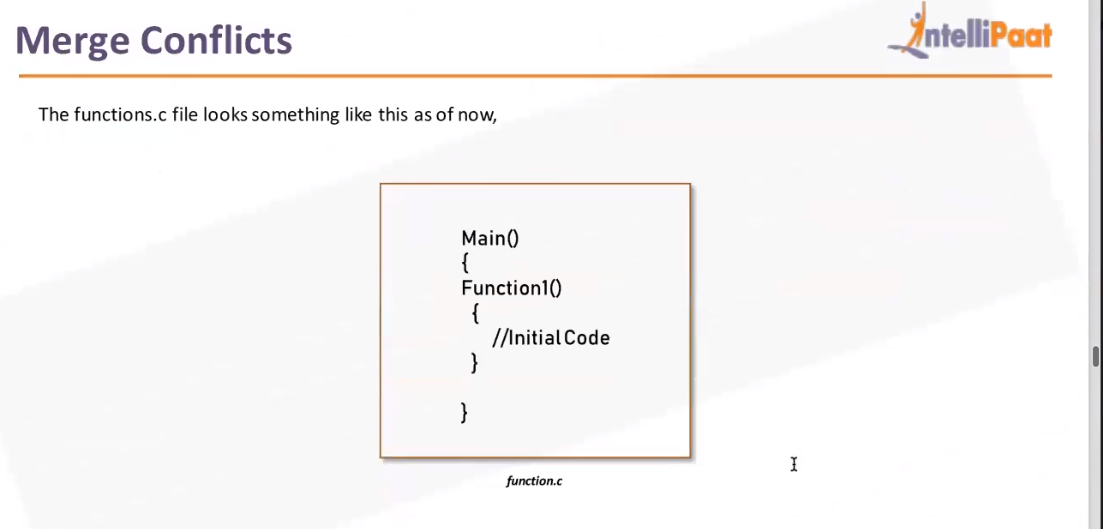 Merge Conflicts
IntelliPaat
The functions.c file looks something like this as of now,
Main()
{
Function1()
{
//Initial Code
}
}
function.c